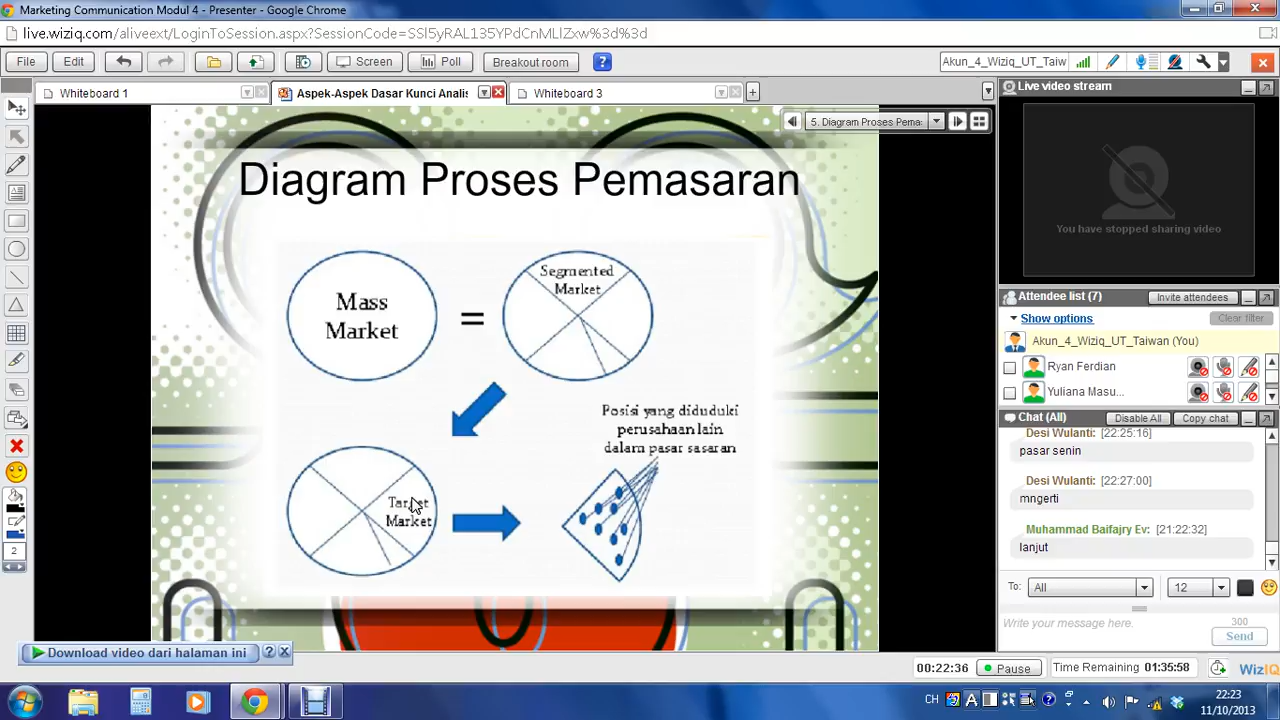 Marketing Communication Modul 4 - Presenter - Google Chrome
live.wiziq.com/aliveext/LoginToSession.aspx?SessionCode=SSl5yRAL135YPdCnMLlZxw%3d%3d
File Edit Screen Poll Breakout room ? Akun_4_Wiziq_UT_Taiw
Whiteboard 1 Aspek-Aspek Dasar Kunci Analis Whiteboard 3
5. Diagram Proses Pema
Diagram Proses Pemasaran
Mass
Market
=
Segmented
Market
Target
Market
Posisi yang diduduki
perusahaan lain
dalam pasar sasaran
2
Download video dari halaman ini ?
Live video stream
You have stopped sharing video
Attendee list (7) Invite attendees
Show options Clear filter
Akun_4_Wiziq_UT_Taiwan (You)
Ryan Ferdian
Yuliana Masu...
Chat (All) Disable All Copy chat
Desi Wulanti: [22:25:16]
pasar senin
Desi Wulanti: [22:27:00]
mngerti
Muhammad Baifajry Ev: [21:22:32]
lanjut
To: All 12
Write your message here. 300
Send
00:22:36 Pause Time Remaining 01:35:58 WizIQ
CH A ? 22:23
11/10/2013